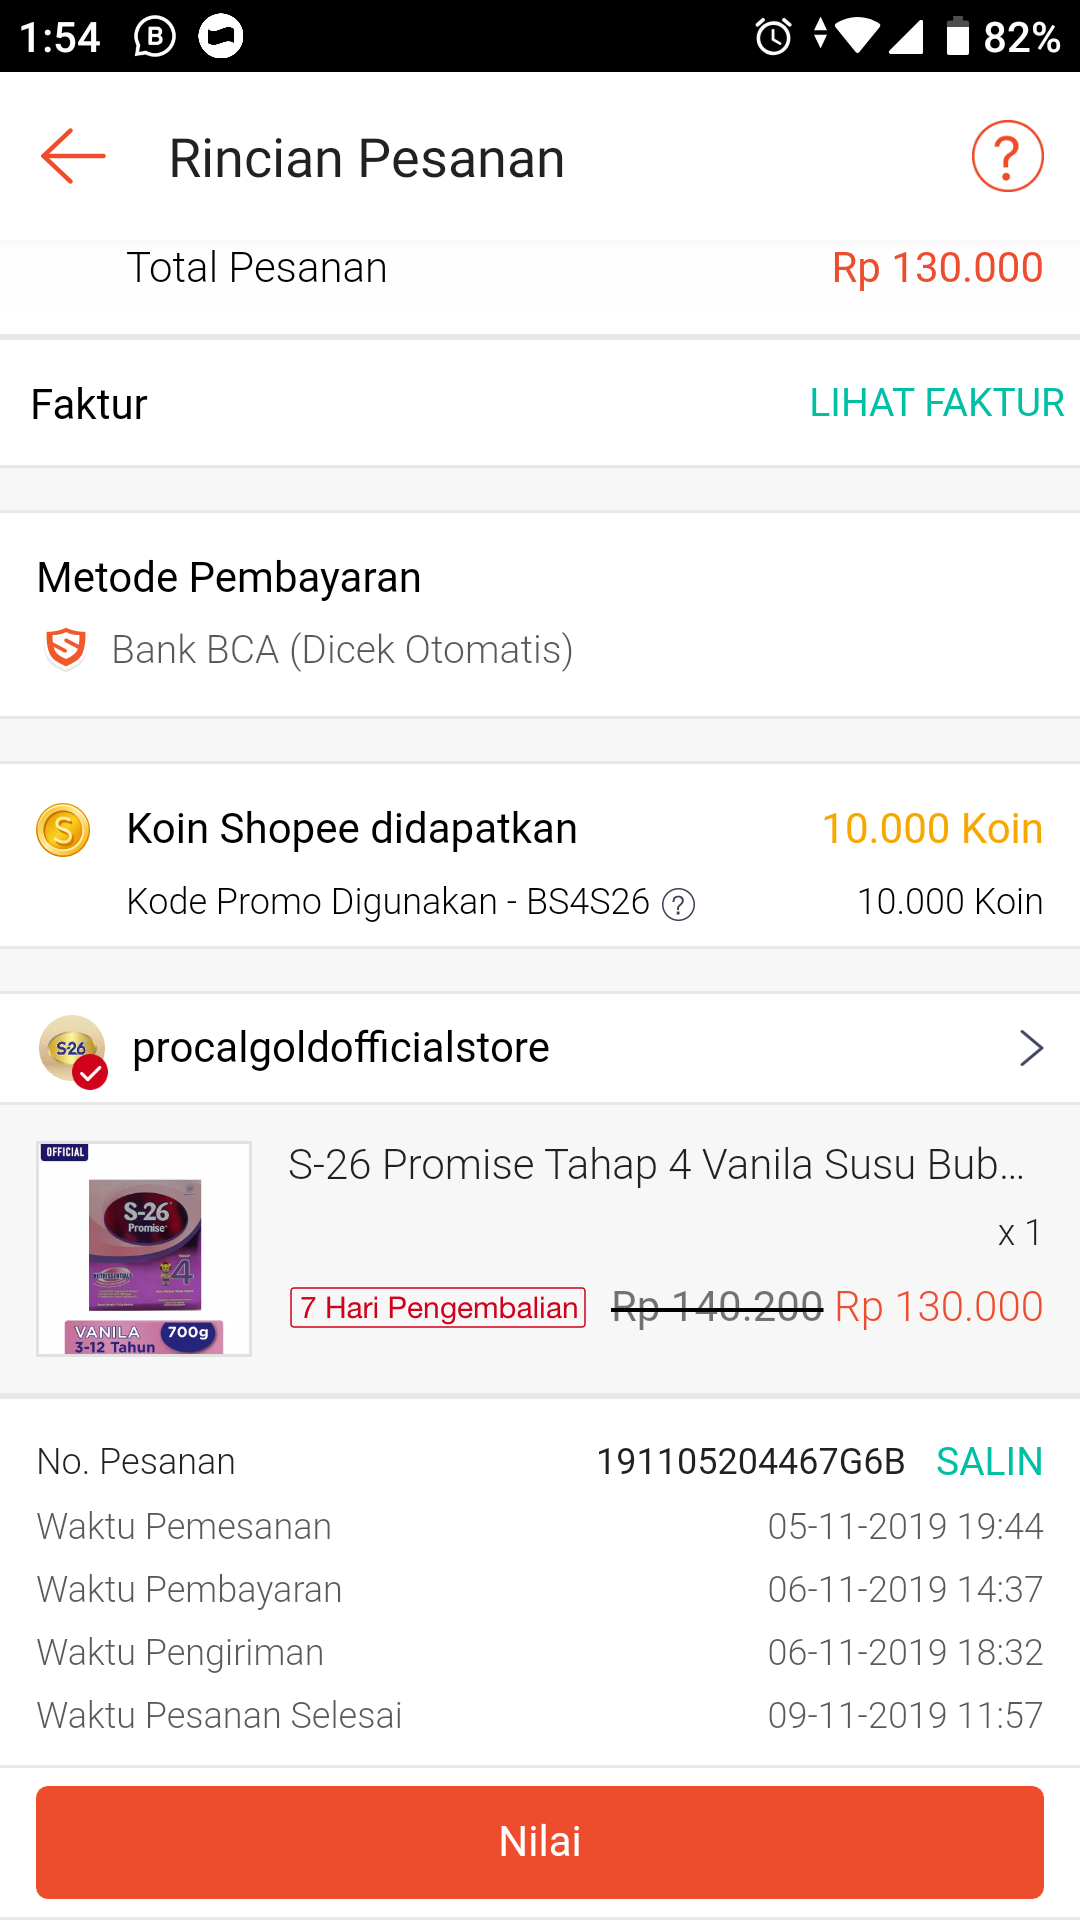 1:54 B 82%
Rincian Pesanan ?
Total Pesanan Rp 130.000
Faktur LIHAT FAKTUR
Metode Pembayaran
Bank BCA (Dicek Otomatis)
S Koin Shopee didapatkan 10.000 Koin
Kode Promo Digunakan - BS4S26 ? 10.000 Koin
S-26 procalgoldofficialstore
OFFICIAL
S-26
Promise
4
VANILA 700g
3-12 Tahun
S-26 Promise Tahap 4 Vanila Susu Bub...
x 1
7 Hari Pengembalian Rp 140.200 Rp 130.000
No. Pesanan 191105204467G6B SALIN
Waktu Pemesanan 05-11-2019 19:44
Waktu Pembayaran 06-11-2019 14:37
Waktu Pengiriman 06-11-2019 18:32
Waktu Pesanan Selesai 09-11-2019 11:57
Nilai